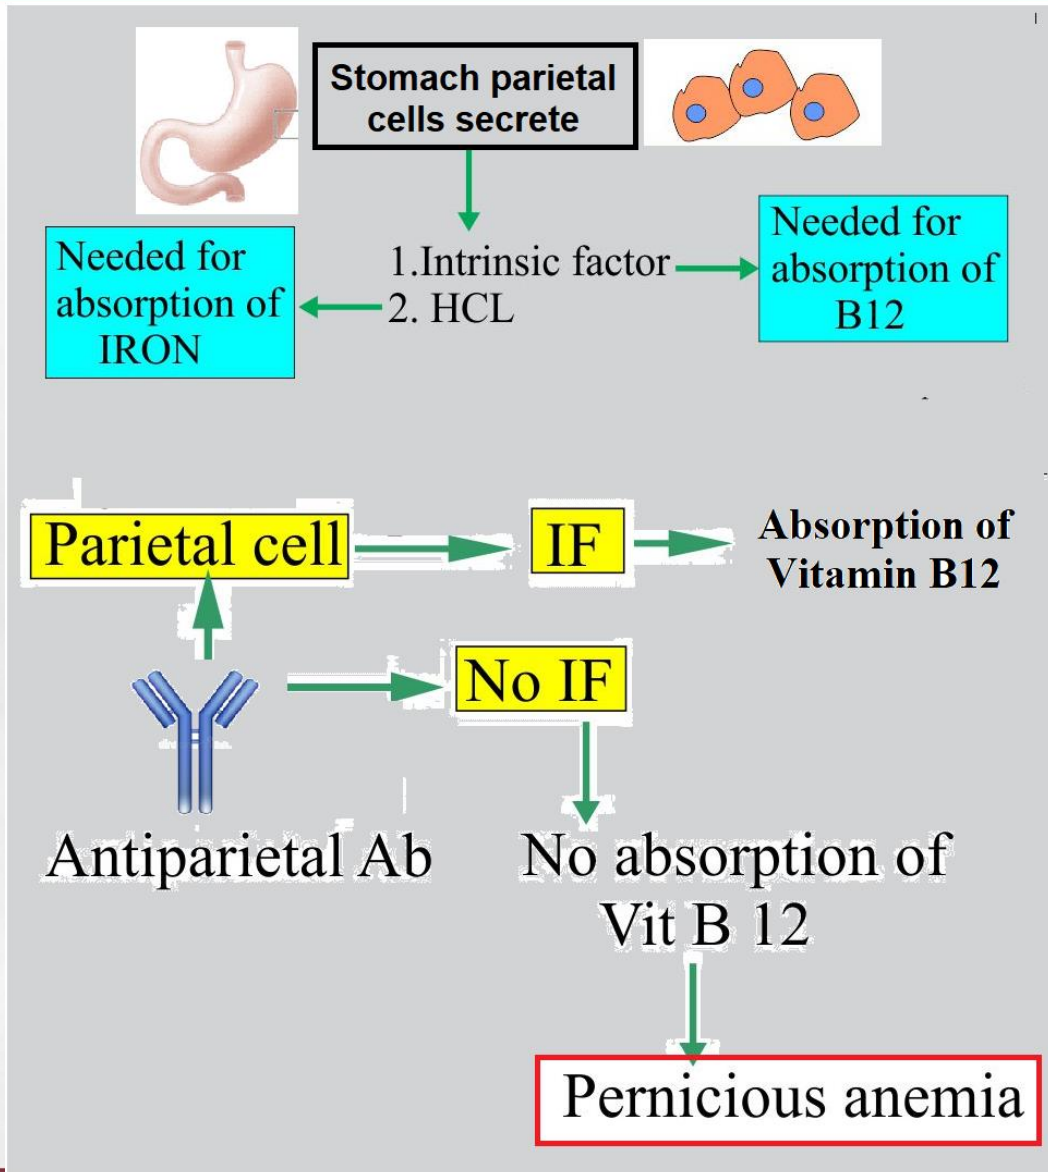 Stomach parietal
cells secrete
Needed for
absorption of
IRON
1.Intrinsic factor
2. HCL
Needed for
absorption of
B12
Parietal cell
IF
Absorption of
Vitamin B12
No IF
Antiparietal Ab
No absorption of
Vit B 12
Pernicious anemia